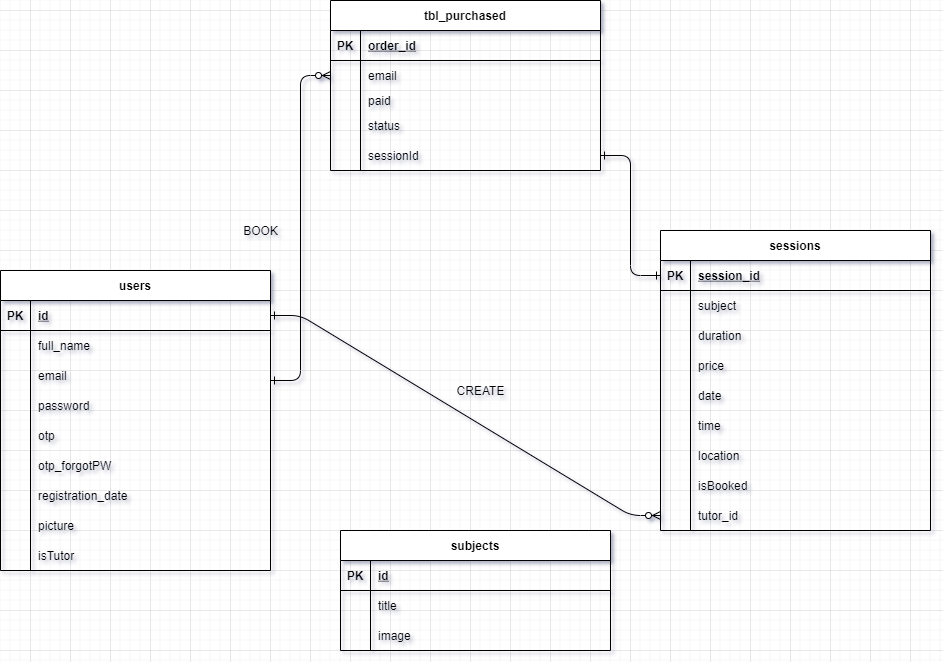 tbl_purchased
PK order_id
email
paid
status
sessionId
BOOK
users
PK id
full_name
email
password
otp
otp_forgotPW
registration_date
picture
isTutor
CREATE
sessions
PK session_id
subject
duration
price
date
time
location
isBooked
tutor_id
subjects
PK id
title
image